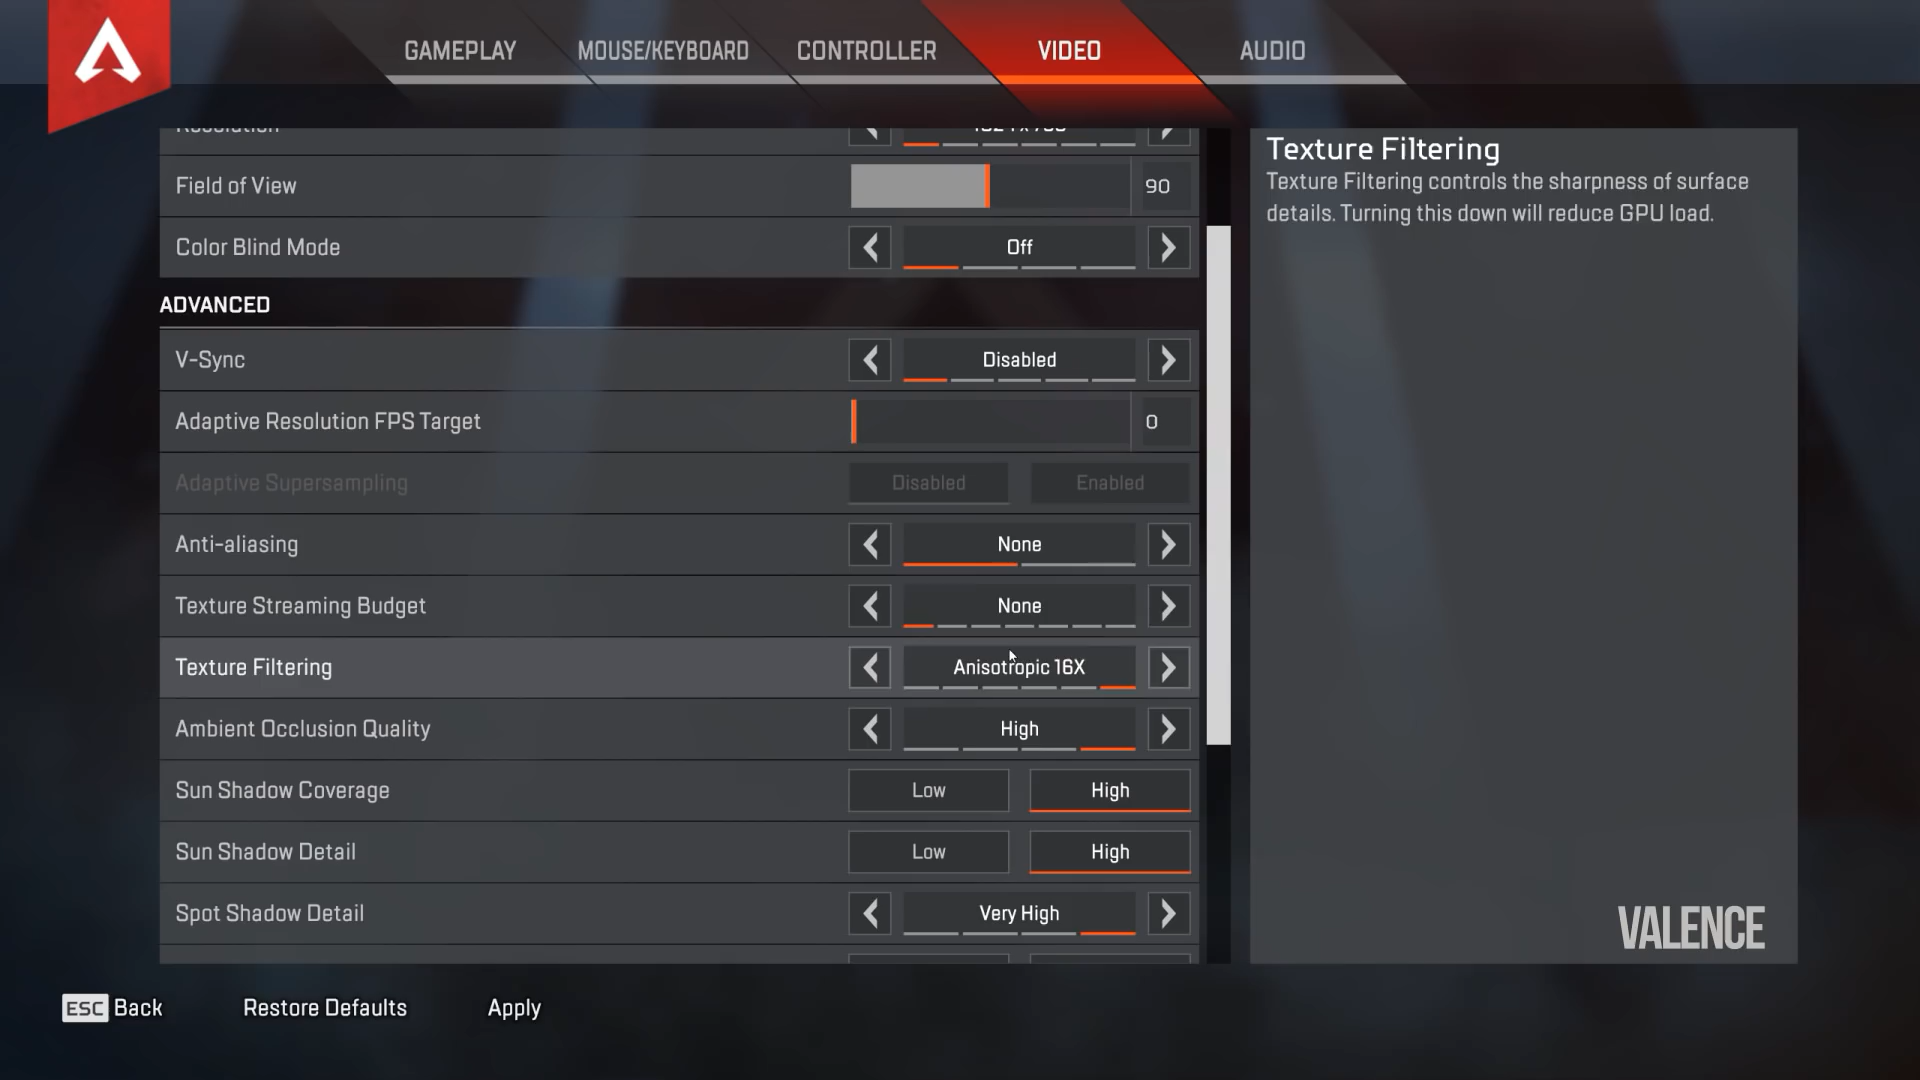 GAMEPLAY
MOUSE/KEYBOARD
CONTROLLER
VIDEO
AUDIO
Resolution
Field of View
90
Color Blind Mode
Off
ADVANCED
V-Sync
Disabled
Adaptive Resolution FPS Target
0
Adaptive Supersampling
Disabled
Enabled
Anti-aliasing
None
Texture Streaming Budget
None
Texture Filtering
Anisotropic 16X
Ambient Occlusion Quality
High
Sun Shadow Coverage
Low
High
Sun Shadow Detail
Low
High
Spot Shadow Detail
Very High
Texture Filtering
Texture Filtering controls the sharpness of surface
details. Turning this down will reduce GPU load.
VALENCE
ESC Back
Restore Defaults
Apply